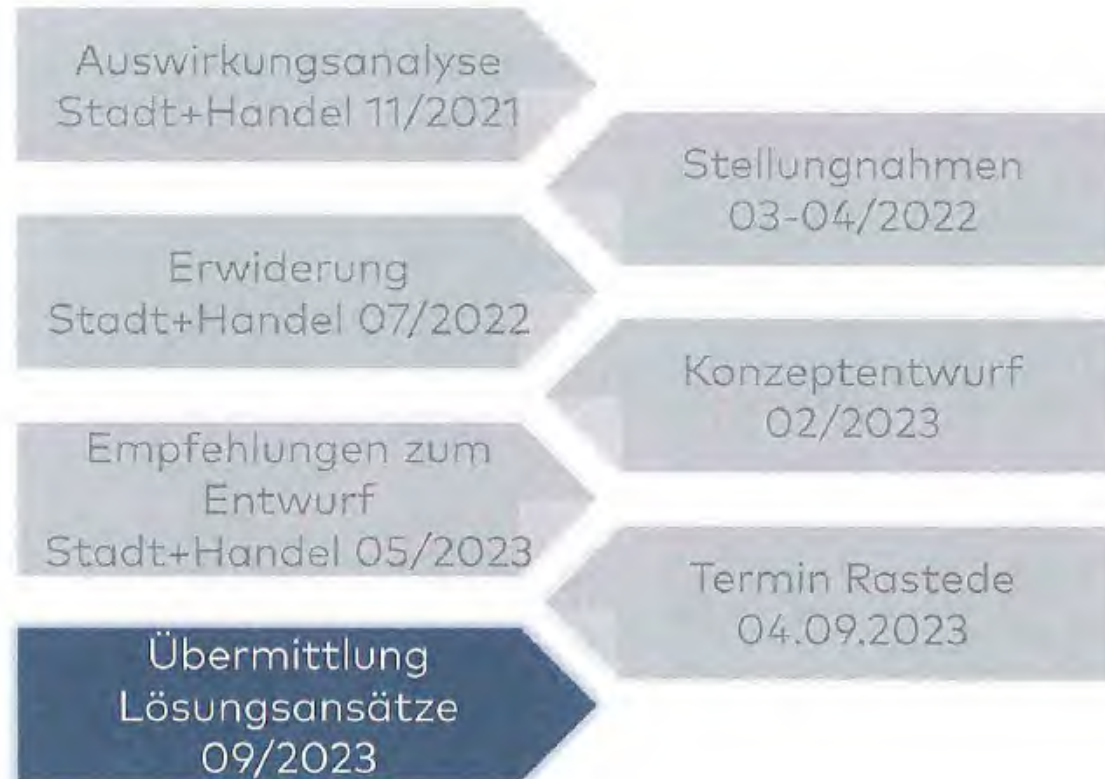 Auswirkungsanalyse
Stadt+Handel 11/2021
Stellungnahmen
03-04/2022
Erwiderung
Stadt+Handel 07/2022
Konzeptentwurf
02/2023
Empfehlungen zum
Entwurf
Stadt+Handel 05/2023
Termin Rastede
04.09.2023
Übermittlung
Lösungsansätze
09/2023